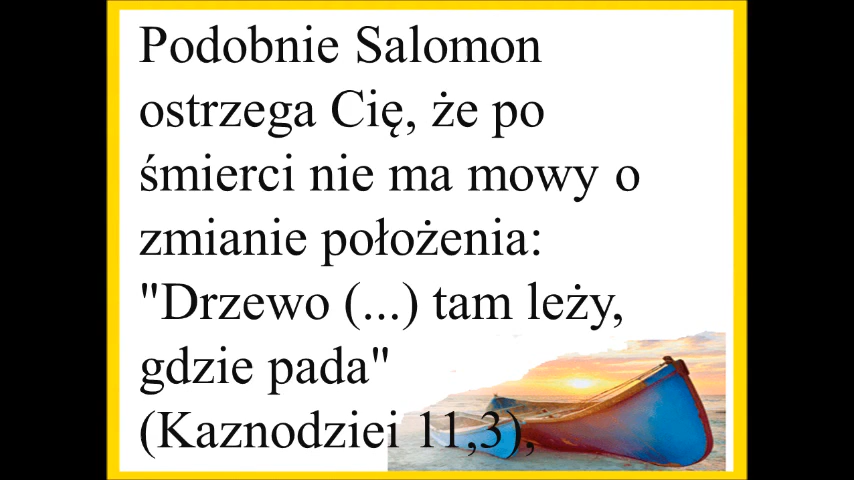 Podobnie Salomon
ostrzega Cię, że po
śmierci nie ma mowy o
zmianie położenia:
"Drzewo (...) tam leży,
gdzie pada"
(Kaznodziei 11,3),